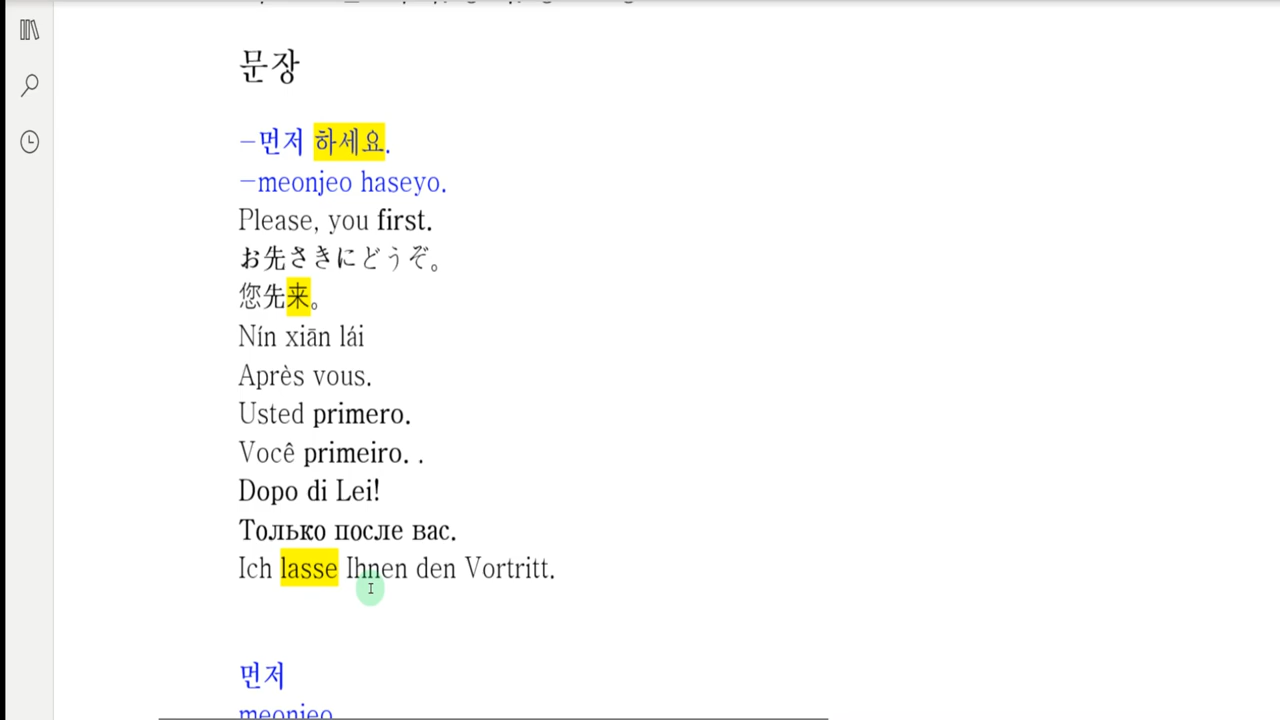 문장
-먼저 하세요.
-meonjeo haseyo.
Please, you first.
お先さきにどうぞ。
您先来。
Nín xiān lái
Après vous.
Usted primero.
Você primeiro. .
Dopo di Lei!
Только после вас.
Ich lasse Ihnen den Vortritt.
먼저
meonjeo